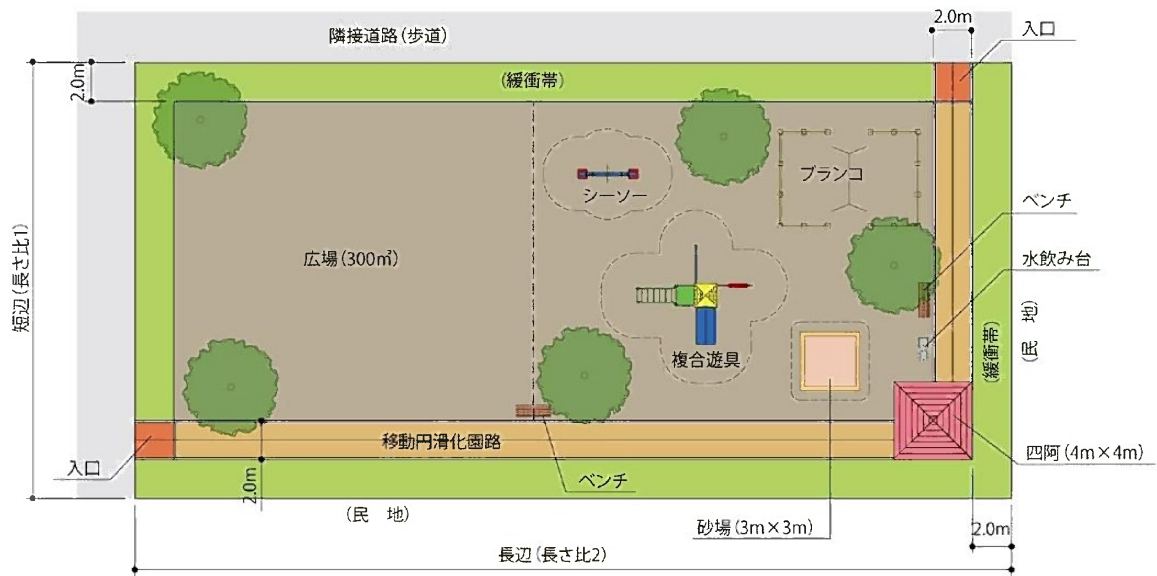 隣接道路(歩道)
2.0m
入口
2.0m
(緩衝帯)
シーソー
ブランコ
ベンチ
短辺(長さ比1)
広場(300㎡)
水飲み台
(緩衝帯)
(民 地)
複合遊具
移動円滑化園路
四阿(4m×4m)
入口
2.0m
ベンチ
(民 地)
砂場(3m×3m)
2.0m
長辺(長さ比2)